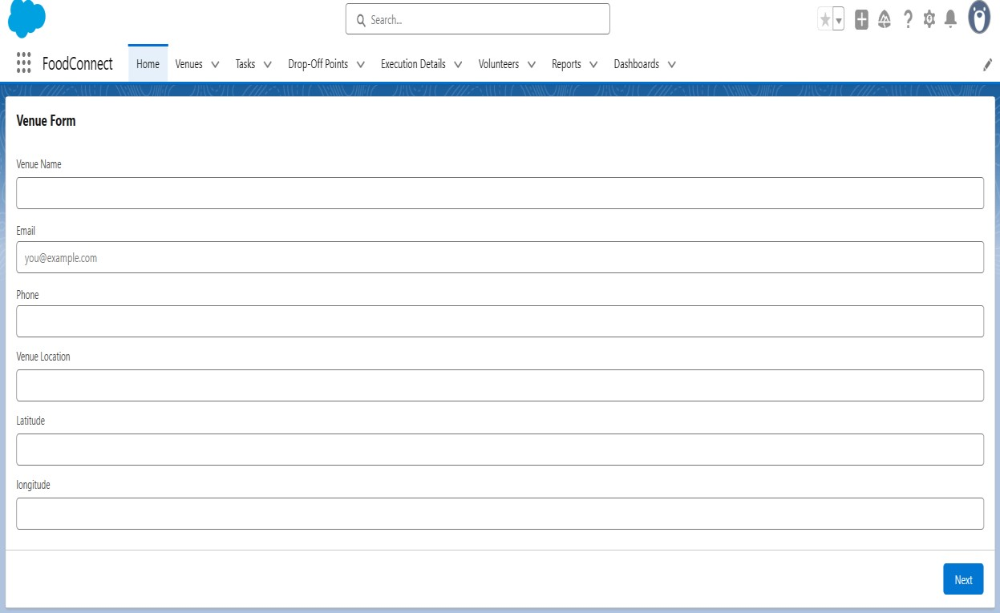 Search...
FoodConnect Home Venues Tasks Drop-Off Points Execution Details Volunteers Reports Dashboards
Venue Form
Venue Name
Email
you@example.com
Phone
Venue Location
Latitude
longitude
Next